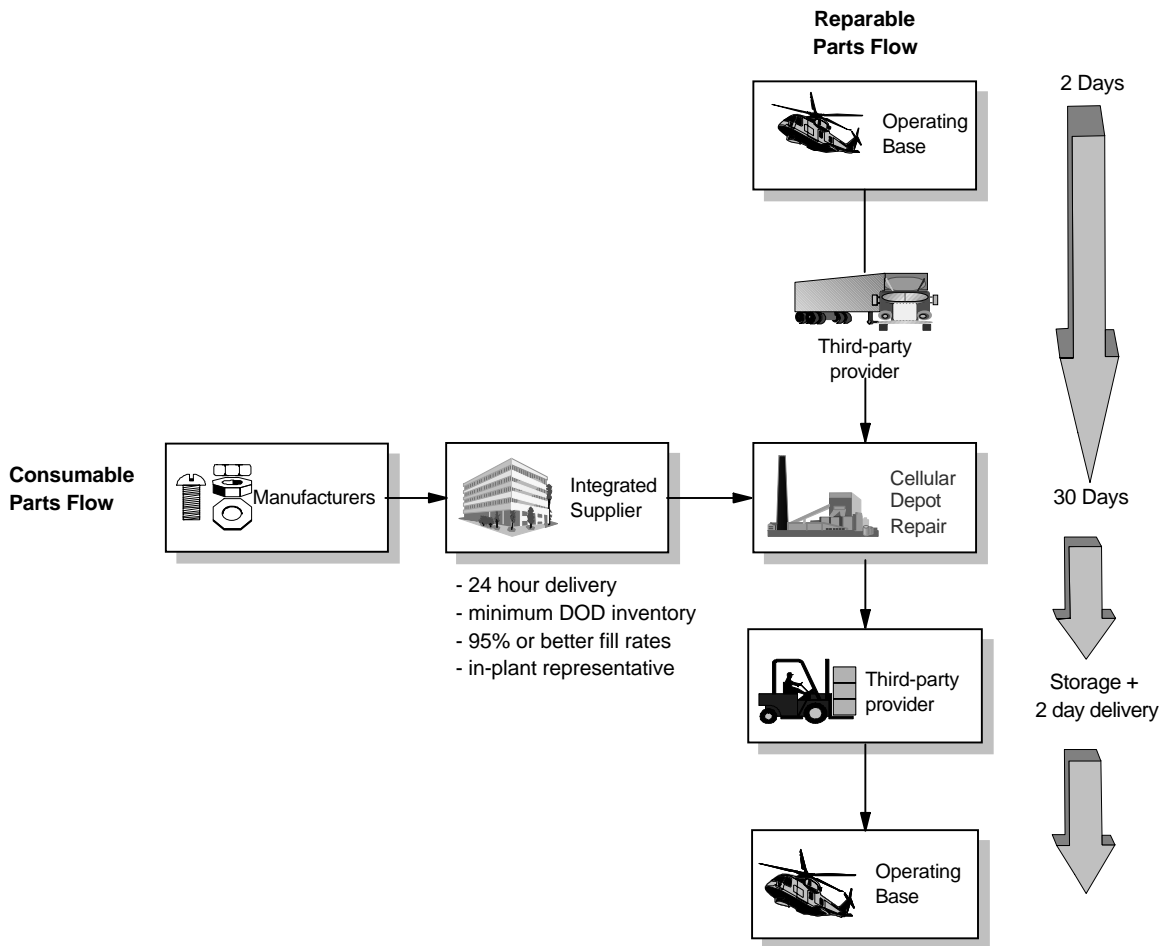 Reparable
Parts Flow
2 Days
Operating
Base
Third-party
provider
Consumable
Parts Flow
Manufacturers
Integrated
Supplier
Cellular
Depot
Repair
30 Days
- 24 hour delivery
- minimum DOD inventory
- 95% or better fill rates
- in-plant representative
Third-party
provider
Storage +
2 day delivery
Operating
Base